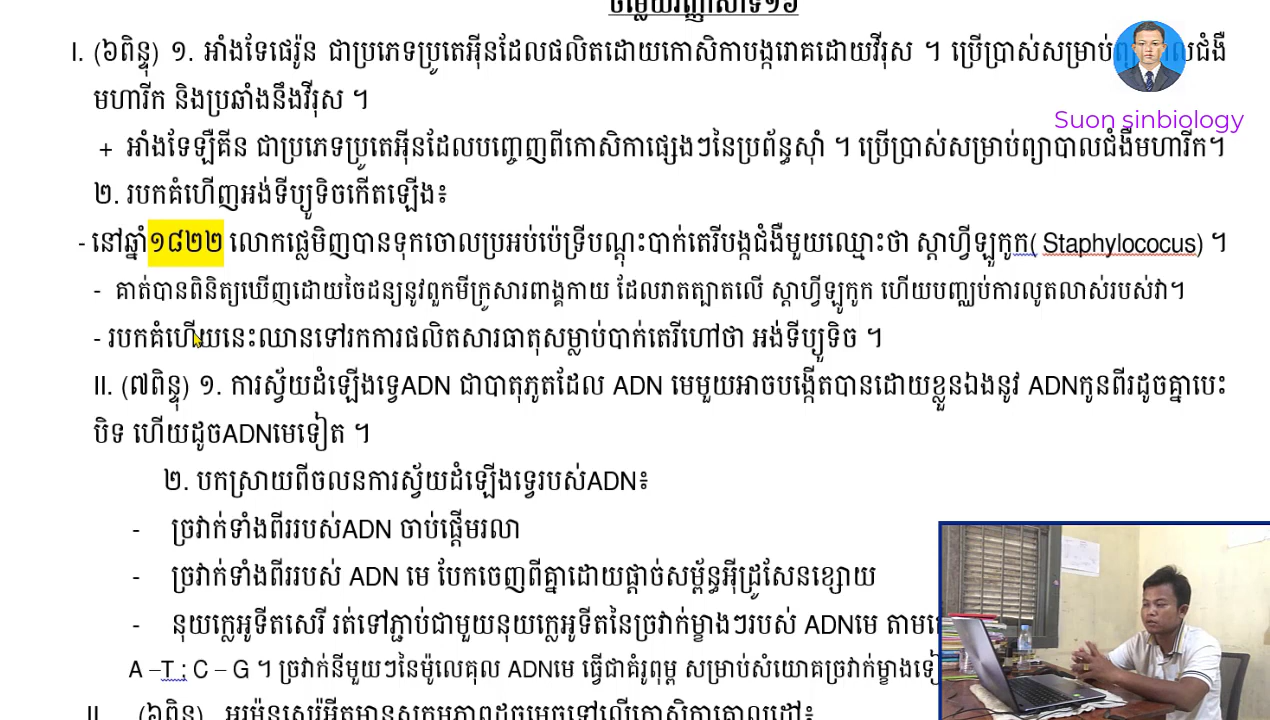 ចម្លើយវិញ្ញាសាទី១៦
I. (៦ពិន្ទុ) ១. អាំងទែផេរ៉ូន ជាប្រភេទប្រូតេអ៊ីនដែលផលិតដោយកោសិកាបង្ករោគដោយវីរុស ។ ប្រើប្រាស់សម្រាប់ព្យាបាលជំងឺ
មហារីក និងប្រឆាំងនឹងវីរុស ។
Suon sinbiology
+ អាំងទែឡឺគីន ជាប្រភេទប្រូតេអ៊ីនដែលបញ្ចេញពីកោសិកាផ្សេងៗនៃប្រព័ន្ធស៊ាំ ។ ប្រើប្រាស់សម្រាប់ព្យាបាលជំងឺមហារីក។
២. របកគំហើញអង់ទីប្យូទិចកើតឡើង៖
- នៅឆ្នាំ១៨២២ លោកផ្លេមិញបានទុកចោលប្រអប់ប៉េទ្រីបណ្តុះបាក់តេរីបង្កជំងឺមួយឈ្មោះថា ស្តាហ្វីឡូកូក( Staphylococus) ។
- គាត់បានពិនិត្យឃើញដោយចៃដន្យនូវពួកមីក្រូសារពាង្គកាយ ដែលរាតត្បាតលើ ស្តាហ្វីឡូកូក ហើយបញ្ឈប់ការលូតលាស់របស់វា។
- របកគំហើយនេះឈានទៅរកការផលិតសារធាតុសម្លាប់បាក់តេរីហៅថា អង់ទីប្យូទិច ។
II. (៧ពិន្ទុ) ១. ការស្វ័យដំឡើងទ្វេADN ជាបាតុភូតដែល ADN មេមួយអាចបង្កើតបានដោយខ្លួនឯងនូវ ADNកូនពីរដូចគ្នាបេះ
បិទ ហើយដូចADNមេទៀត ។
២. បកស្រាយពីចលនការស្វ័យដំឡើងទ្វេរបស់ADN៖
- ច្រវាក់ទាំងពីររបស់ADN ចាប់ផ្តើមរលា
- ច្រវាក់ទាំងពីររបស់ ADN មេ បែកចេញពីគ្នាដោយផ្តាច់សម្ព័ន្ធអ៊ីដ្រូសែនខ្សោយ
- នុយក្លេអូទីតសេរី រត់ទៅភ្ជាប់ជាមួយនុយក្លេអូទីតនៃច្រវាក់ម្ខាងៗរបស់ ADNមេ
A –T ; C – G ។ ច្រវាក់នីមួយៗនៃម៉ូលេគុល ADNមេ ធ្វើជាគំរូពុម្ព សម្រាប់សំយោគច្រវាក់ម្ខាងទៀ